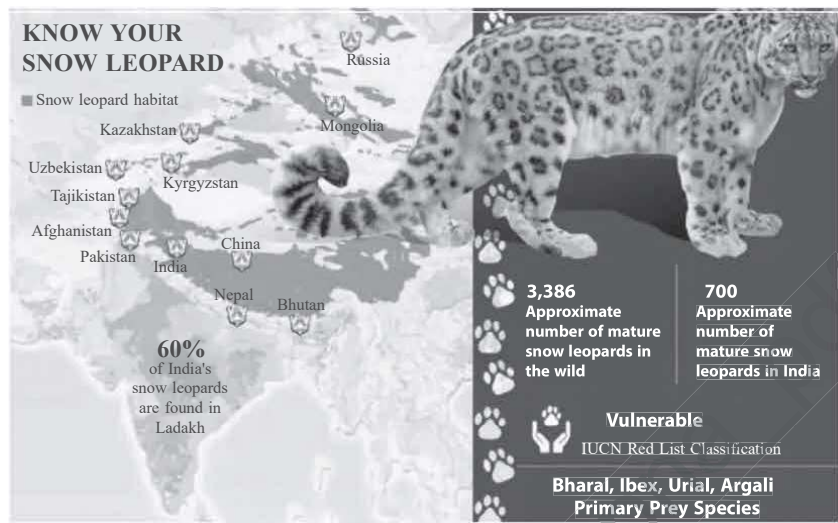 KNOW YOUR
SNOW LEOPARD
Snow leopard habitat
Russia
Mongolia
Kazakhstan
Uzbekistan
Kyrgyzstan
Tajikistan
Afghanistan
Pakistan
India
China
Nepal
Bhutan
60%
of India's
snow leopards
are found in
Ladakh
3,386
Approximate
number of mature
snow leopards in
the wild
700
Approximate
number of
mature snow
leopards in India
Vulnerable
IUCN Red List Classification
Bharal, Ibex, Urial, Argali
Primary Prey Species